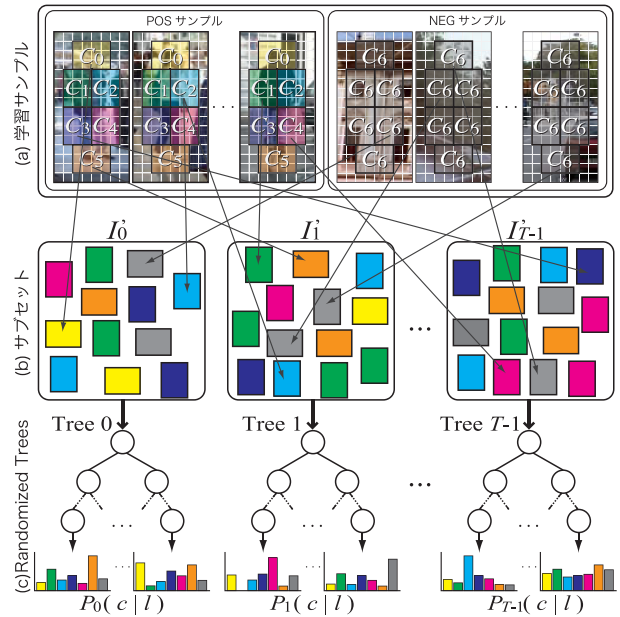 POS サンプル
NEG サンプル
(a) 学習サンプル
C0 C0 C0 C6 C6 C6
C1 C2 C1 C2 C1 C2 C6 C6 C6 C6 C6 C6
C3 C4 C3 C4 C3 C4 C6 C6 C6 C6 C6 C6
C5 C5 C5 C6 C6 C6
...
...
I'0 I'1 I'T-1
(b) サブセット
...
Tree 0 Tree 1 Tree T-1
(c)Randomized Trees
...
... ... ...
... ... ...
P0( c | l ) P1( c | l ) PT-1( c | l )